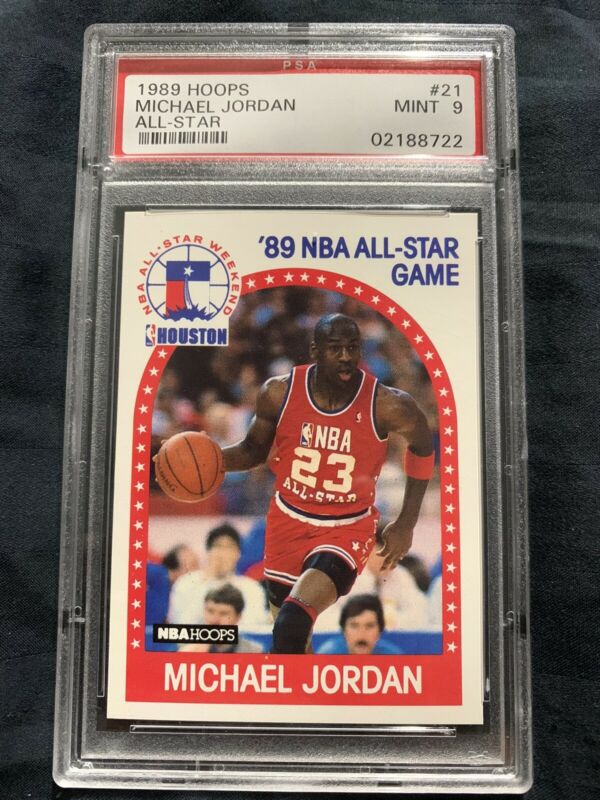 PSA
1989 HOOPS #21
MICHAEL JORDAN MINT 9
ALL-STAR
02188722
'89 NBA ALL-STAR
GAME
NBA ALL-STAR WEEKEND
HOUSTON
NBA
23
ALL-STAR
NBA HOOPS
MICHAEL JORDAN